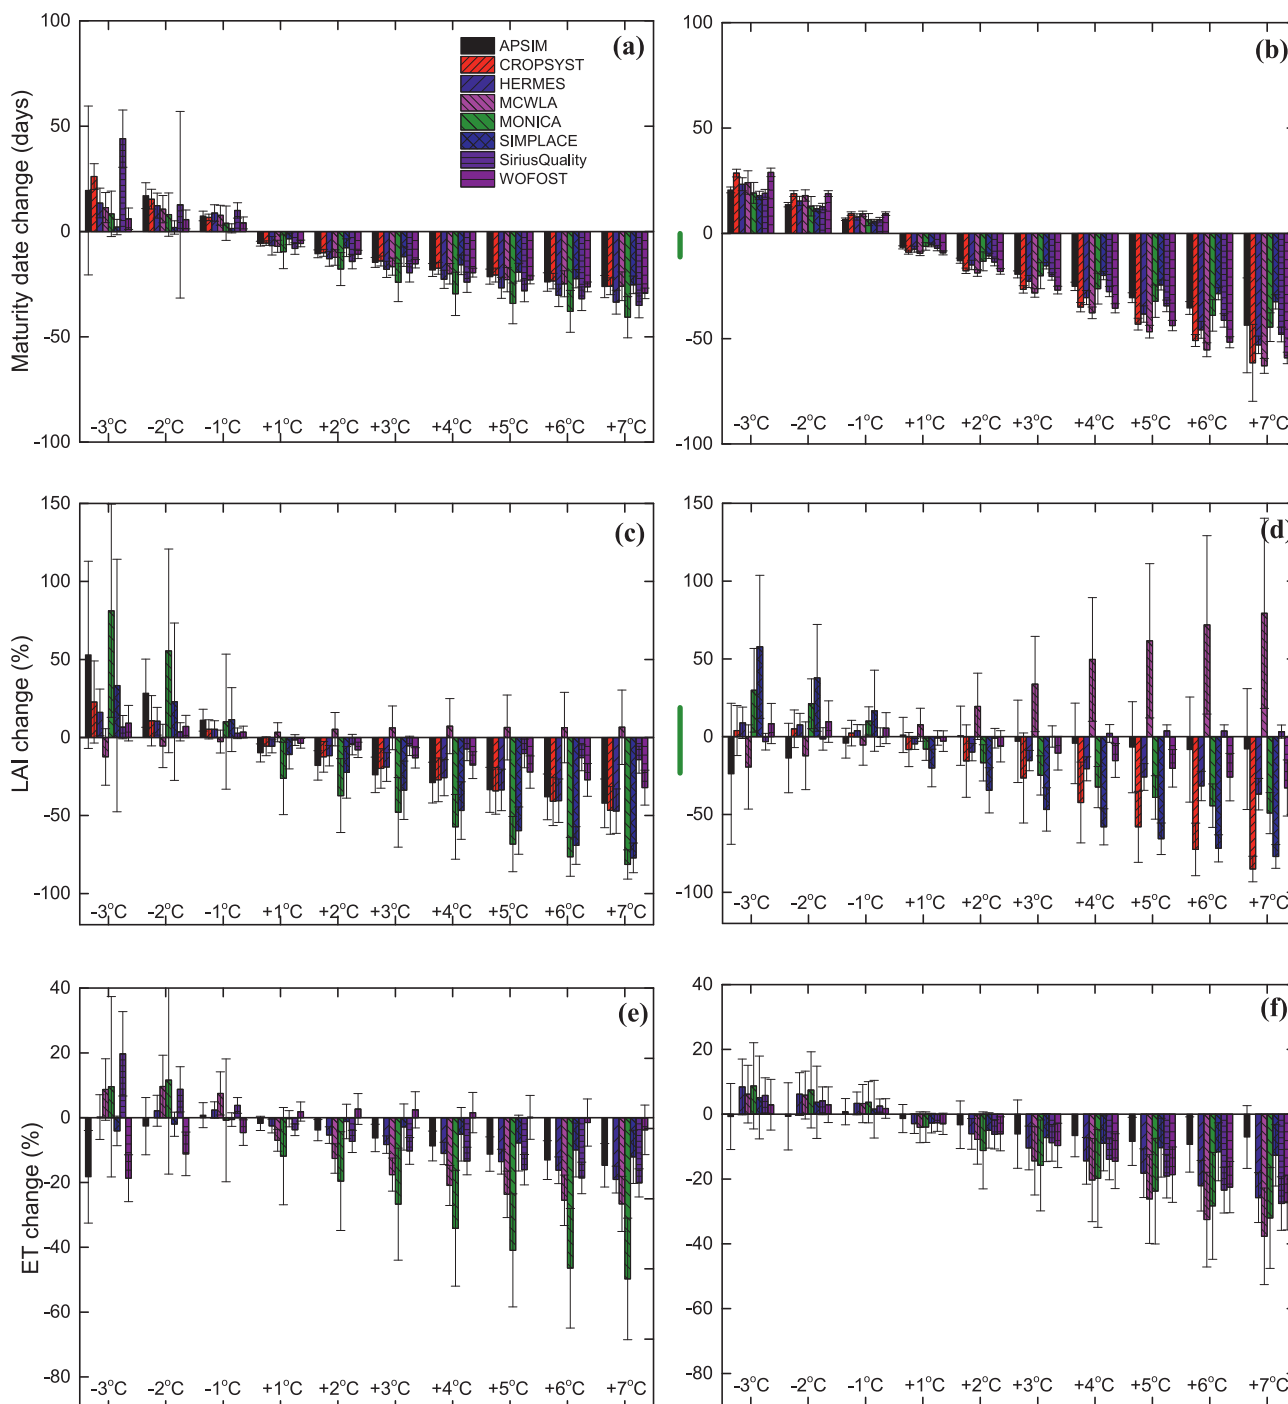 (a)
APSIM
CROPSYST
HERMES
MCWLA
MONICA
SIMPLACE
SiriusQuality
WOFOST
Maturity date change (days)
100
50
0
-50
-100
-3°C -2°C -1°C +1°C +2°C +3°C +4°C +5°C +6°C +7°C
(b)
100
50
0
-50
-100
-3°C -2°C -1°C +1°C +2°C +3°C +4°C +5°C +6°C +7°C
(c)
LAI change (%)
150
100
50
0
-50
-100
-3°C -2°C -1°C +1°C +2°C +3°C +4°C +5°C +6°C +7°C
(d)
150
100
50
0
-50
-100
-3°C -2°C -1°C +1°C +2°C +3°C +4°C +5°C +6°C +7°C
(e)
ET change (%)
40
20
0
-20
-40
-60
-80
-3°C -2°C -1°C +1°C +2°C +3°C +4°C +5°C +6°C +7°C
(f)
40
20
0
-20
-40
-60
-80
-3°C -2°C -1°C +1°C +2°C +3°C +4°C +5°C +6°C +7°C